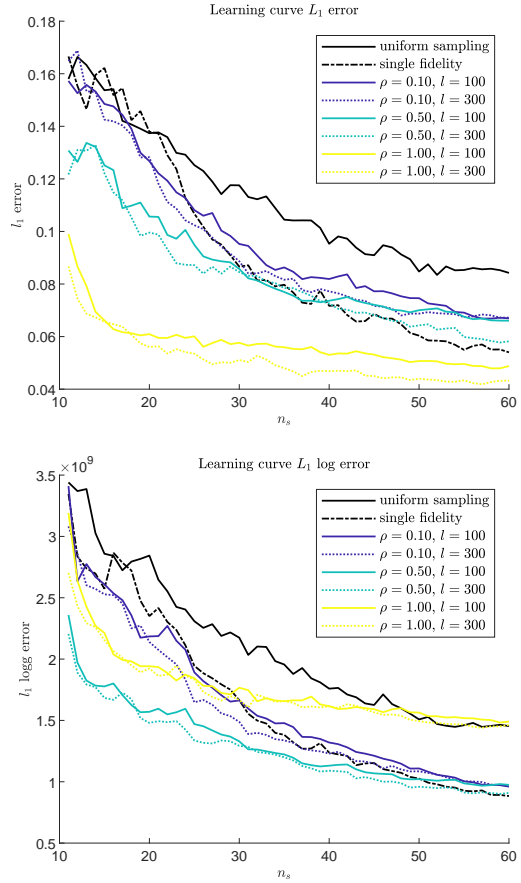 Learning curve L₁ error
0.18
0.16
0.14
0.12
0.1
0.08
0.06
0.04
l₁ error
uniform sampling
single fidelity
ρ = 0.10, l = 100
ρ = 0.10, l = 300
ρ = 0.50, l = 100
ρ = 0.50, l = 300
ρ = 1.00, l = 100
ρ = 1.00, l = 300
10 20 30 40 50 60
nₛ
Learning curve L₁ log error
×10⁹
3.5
3
2.5
2
1.5
1
0.5
l₁ logg error
uniform sampling
single fidelity
ρ = 0.10, l = 100
ρ = 0.10, l = 300
ρ = 0.50, l = 100
ρ = 0.50, l = 300
ρ = 1.00, l = 100
ρ = 1.00, l = 300
10 20 30 40 50 60
nₛ